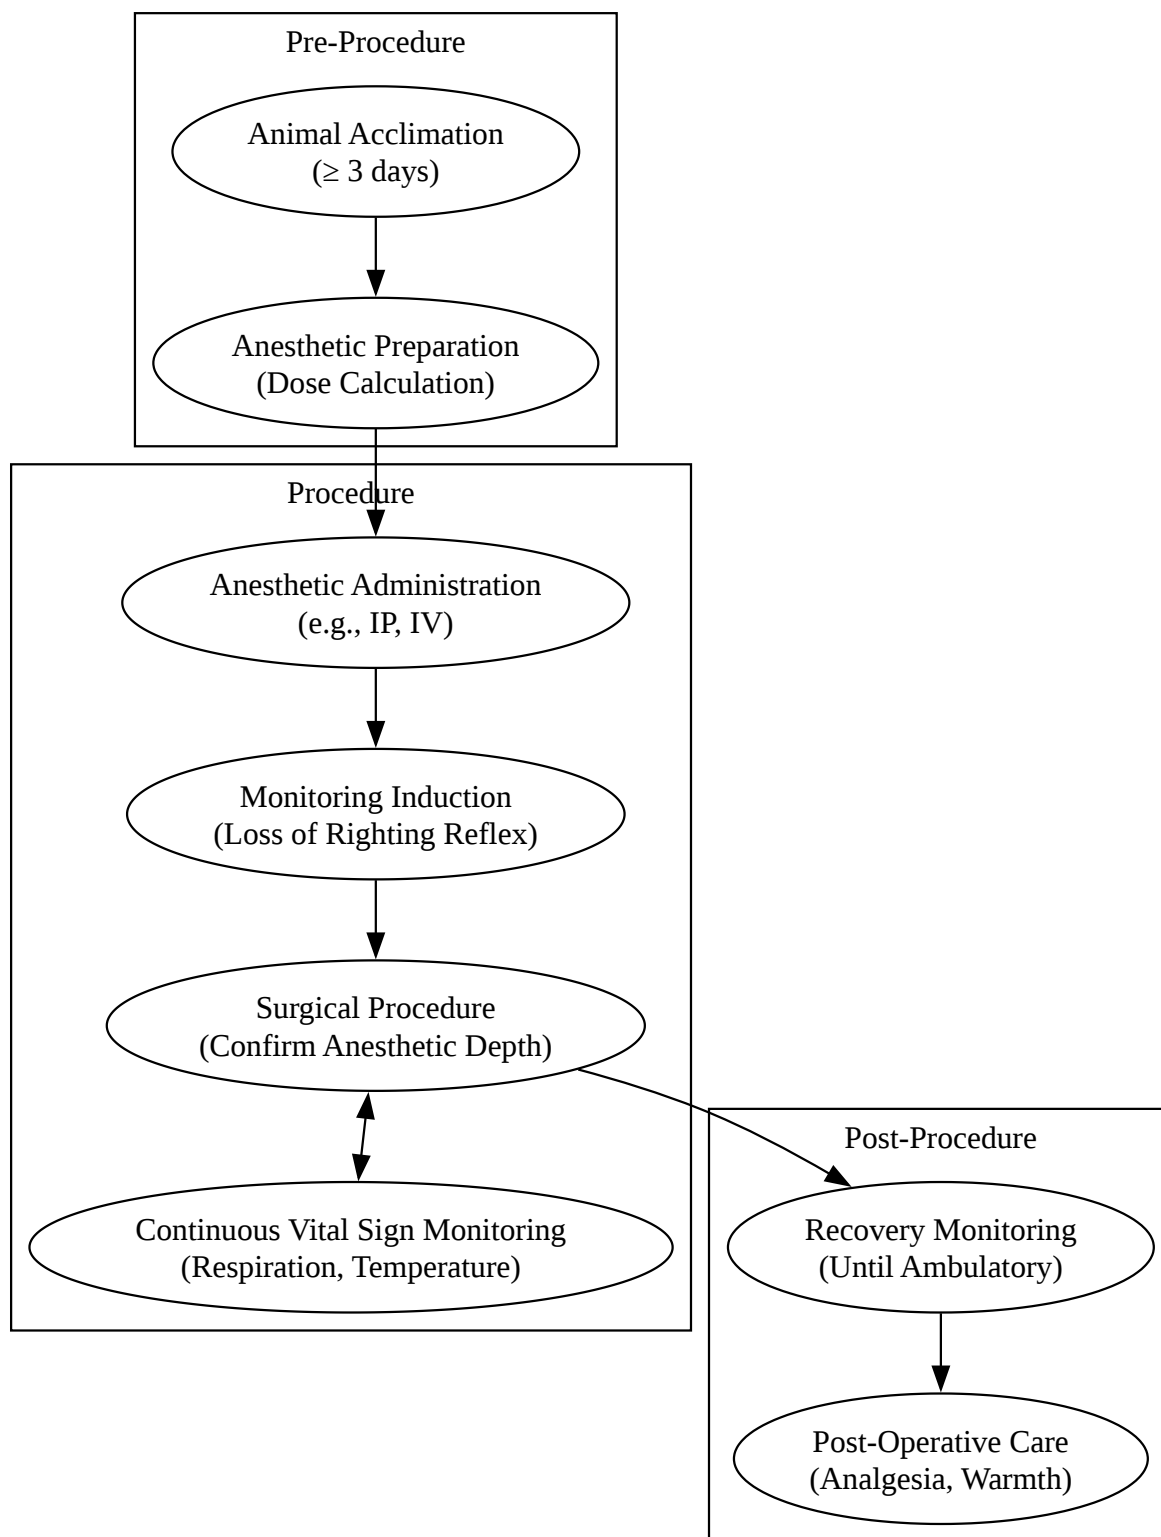 Pre-Procedure
Animal Acclimation
(≥ 3 days)
Anesthetic Preparation
(Dose Calculation)
Procedure
Anesthetic Administration
(e.g., IP, IV)
Monitoring Induction
(Loss of Righting Reflex)
Surgical Procedure
(Confirm Anesthetic Depth)
Continuous Vital Sign Monitoring
(Respiration, Temperature)
Post-Procedure
Recovery Monitoring
(Until Ambulatory)
Post-Operative Care
(Analgesia, Warmth)